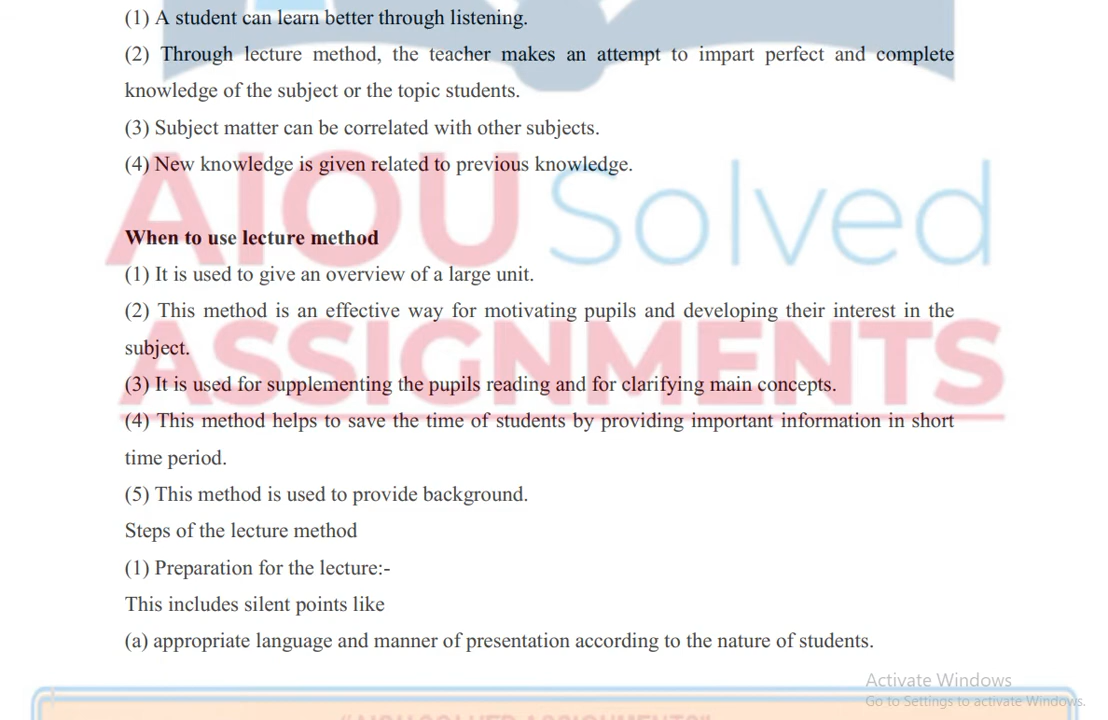 (1) A student can learn better through listening.
(2) Through lecture method, the teacher makes an attempt to impart perfect and complete
knowledge of the subject or the topic students.
(3) Subject matter can be correlated with other subjects.
(4) New knowledge is given related to previous knowledge.
AIOU Solved
When to use lecture method
(1) It is used to give an overview of a large unit.
(2) This method is an effective way for motivating pupils and developing their interest in the
subject.
ASSIGNMENTS
(3) It is used for supplementing the pupils reading and for clarifying main concepts.
(4) This method helps to save the time of students by providing important information in short
time period.
(5) This method is used to provide background.
Steps of the lecture method
(1) Preparation for the lecture:-
This includes silent points like
(a) appropriate language and manner of presentation according to the nature of students.
Activate Windows
Go to Settings to activate Windows.
"AIOU SOLVED ASSIGNMENTS"